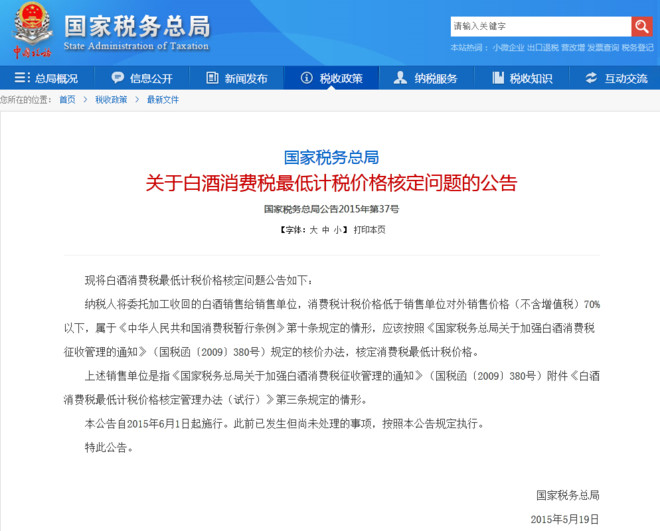 国家税务总局
State Administration of Taxation
中国税务
请输入关键字
本站热词： 小微企业 出口退税 营改增 发票查询 税务登记
总局概况 信息公开 新闻发布 税收政策 纳税服务 税收知识 互动交流
您所在的位置： 首页 > 税收政策 > 最新文件
国家税务总局
关于白酒消费税最低计税价格核定问题的公告
国家税务总局公告2015年第37号
【字体：大 中 小】 打印本页
现将白酒消费税最低计税价格核定问题公告如下：
纳税人将委托加工收回的白酒销售给销售单位，消费税计税价格低于销售单位对外销售价格（不含增值税）70%
以下，属于《中华人民共和国消费税暂行条例》第十条规定的情形，应该按照《国家税务总局关于加强白酒消费税
征收管理的通知》（国税函〔2009〕380号）规定的核价办法，核定消费税最低计税价格。
上述销售单位是指《国家税务总局关于加强白酒消费税征收管理的通知》（国税函〔2009〕380号）附件《白酒
消费税最低计税价格核定管理办法（试行）》第三条规定的情形。
本公告自2015年6月1日起施行。此前已发生但尚未处理的事项，按照本公告规定执行。
特此公告。
国家税务总局
2015年5月19日